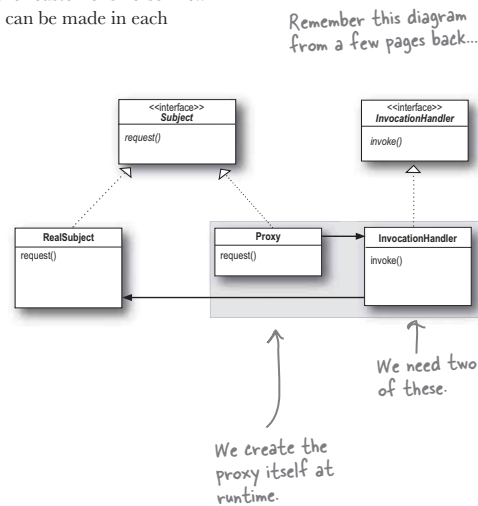 can be made in each
Remember this diagram
from a few pages back...
<<interface>>
Subject
request()
<<interface>>
InvocationHandler
invoke()
RealSubject
request()
Proxy
request()
InvocationHandler
invoke()
We need two
of these.
We create the
proxy itself at
runtime.